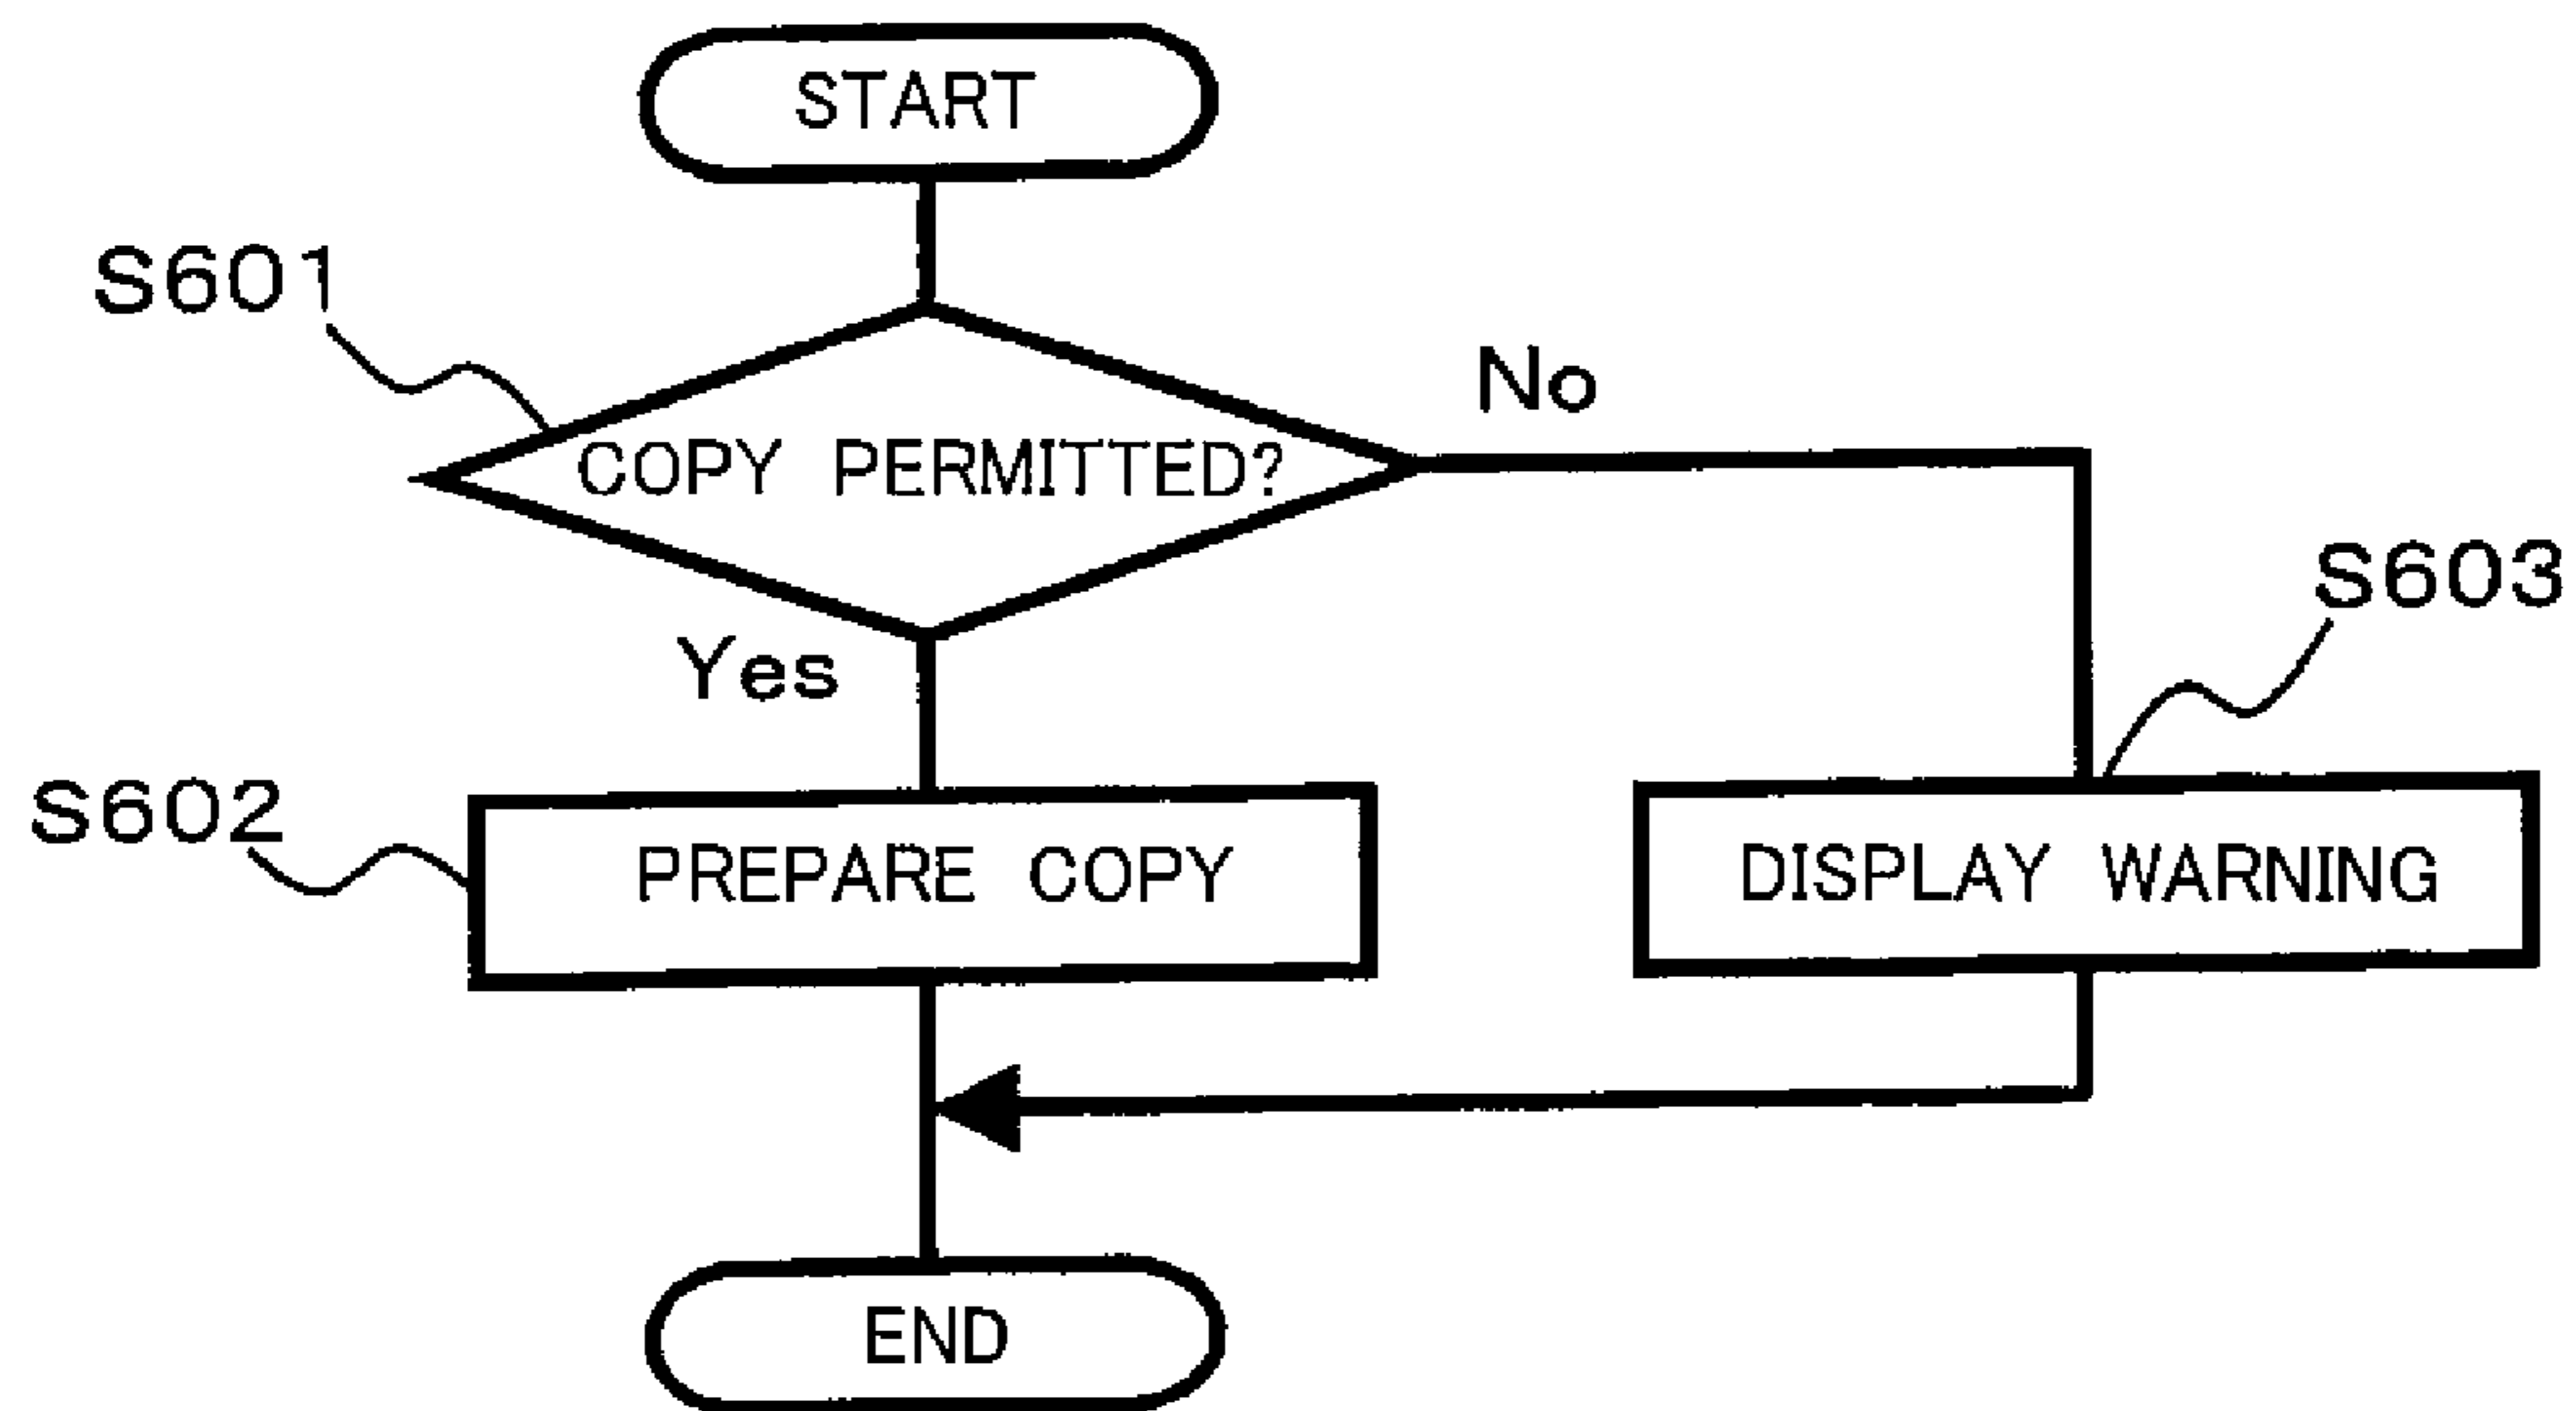 START
S601
No
COPY PERMITTED?
S603
Yes
S602
PREPARE COPY
DISPLAY WARNING
END